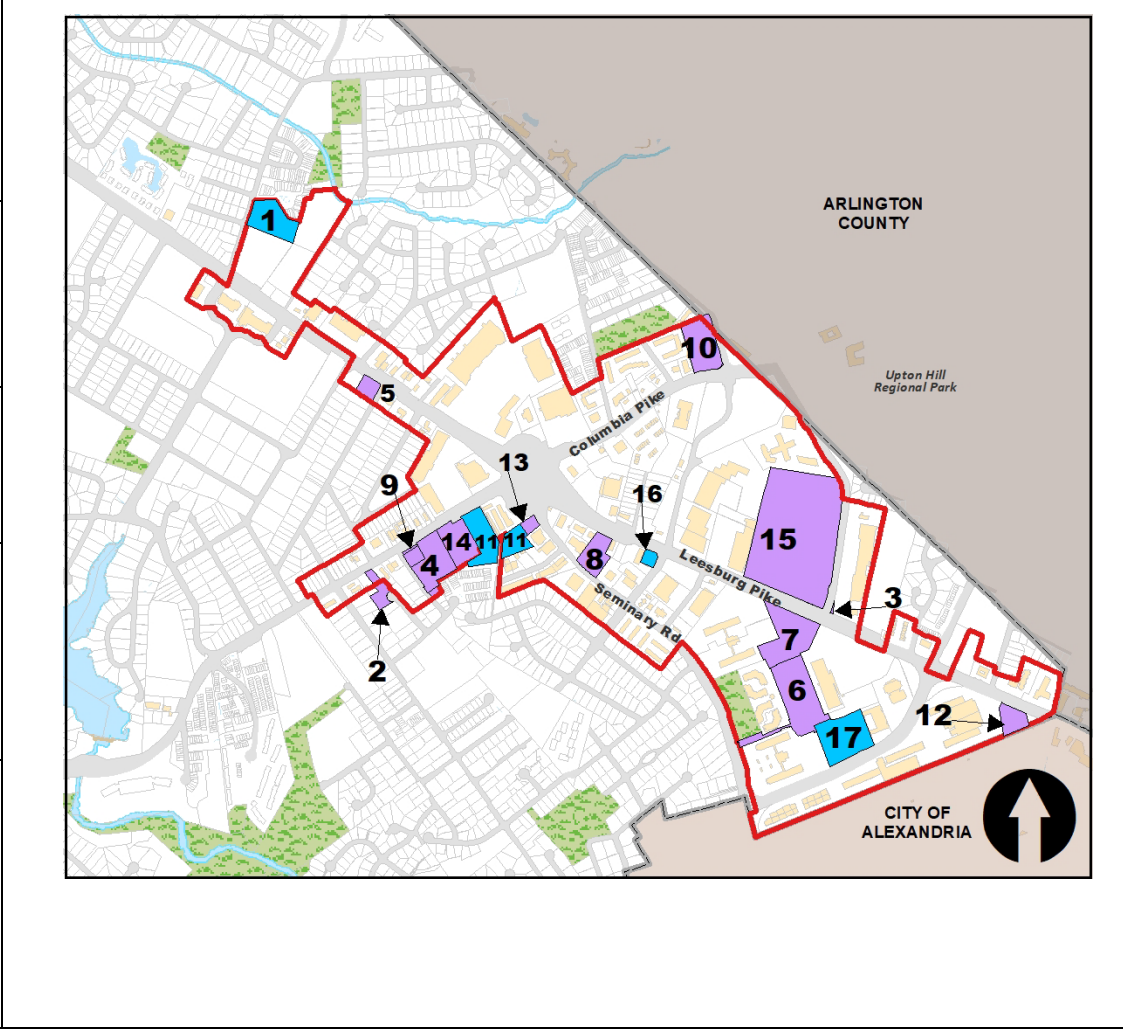 ARLINGTON
COUNTY
1
10
Upton Hill
Regional Park
5
Columbia Pike
13
9
16
14
11
11
15
8
4
Leesburg Pike
3
Seminary Rd
2
7
6
12
17
CITY OF
ALEXANDRIA